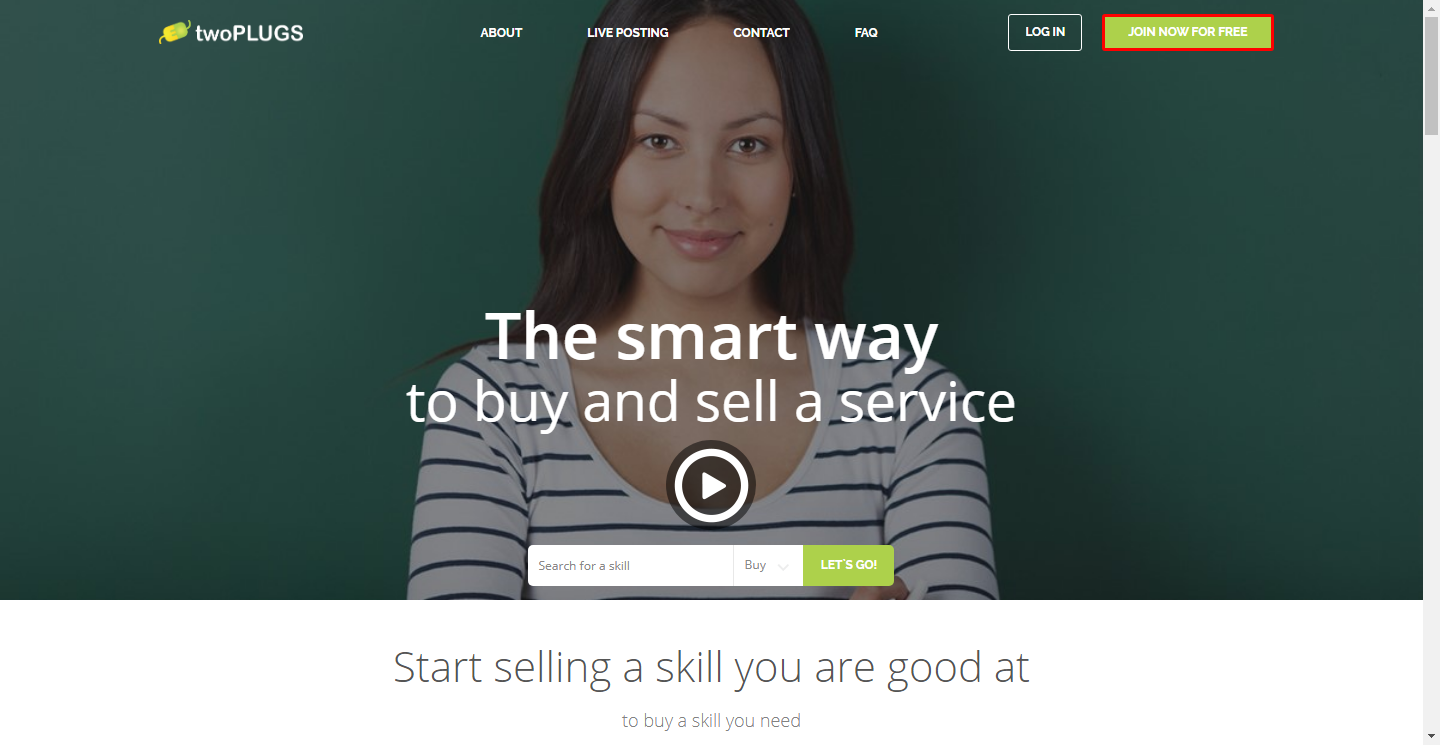 twoPLUGS
ABOUT
LIVE POSTING
CONTACT
FAQ
LOG IN
JOIN NOW FOR FREE
The smart way
to buy and sell a service
Search for a skill
Buy
LET`S GO!
Start selling a skill you are good at
to buy a skill you need